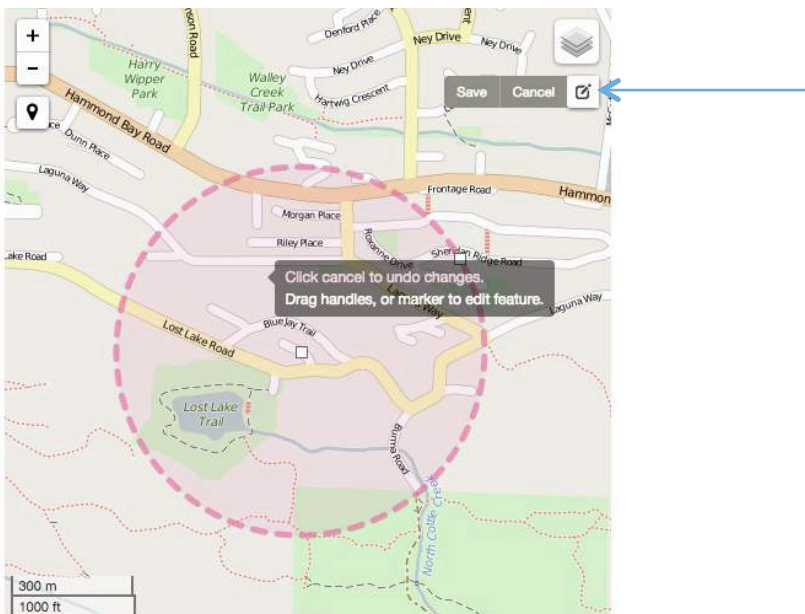 +
−
Denford Place
Ney Drive
Ney Drive
Ney Drive
Harry
Wipper
Park
Walley
Creek
Trail Park
Hartwig Crescent
Save Cancel
Hammond Bay Road
Dunn Place
Laguna Way
Frontage Road
Hammon
Morgan Place
Riley Place
Roxanne Drive
Sheridan Ridge Road
Lake Road
Click cancel to undo changes.
Drag handles, or marker to edit feature.
Laguna Way
Laguna Way
Lost Lake Road
Blue Jay Trail
Lost Lake
Trail
Burma Road
North Cottle Creek
300 m
1000 ft